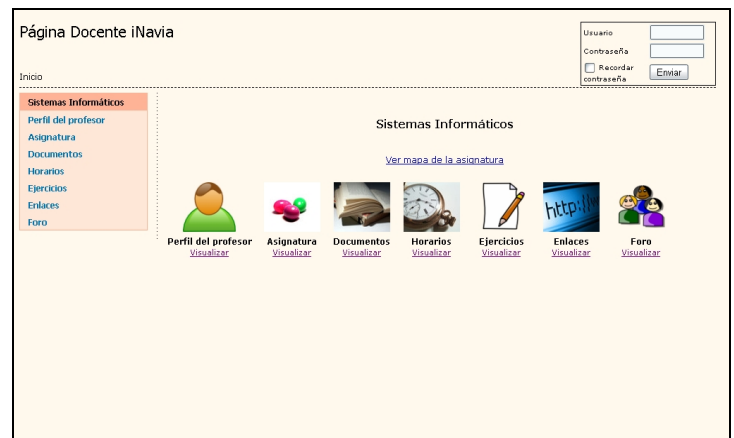 Página Docente iNavia
Usuario
Contraseña
Recordar
contraseña
Enviar
Inicio
Sistemas Informáticos
Perfil del profesor
Asignatura
Documentos
Horarios
Ejercicios
Enlaces
Foro
Sistemas Informáticos
Ver mapa de la asignatura
http://w
Perfil del profesor Asignatura Documentos Horarios Ejercicios Enlaces Foro
Visualizar Visualizar Visualizar Visualizar Visualizar Visualizar Visualizar